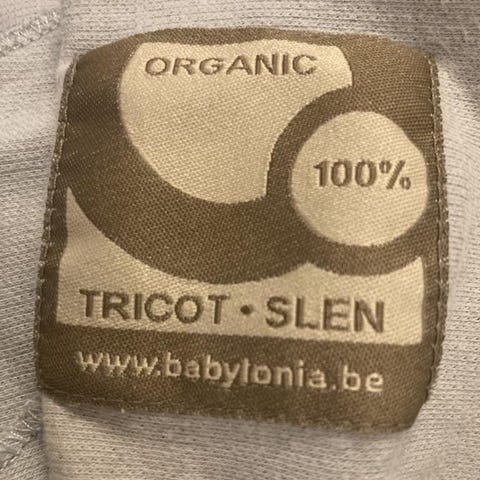 ORGANIC
100%
TRICOT • SLEN
www.babylonia.be